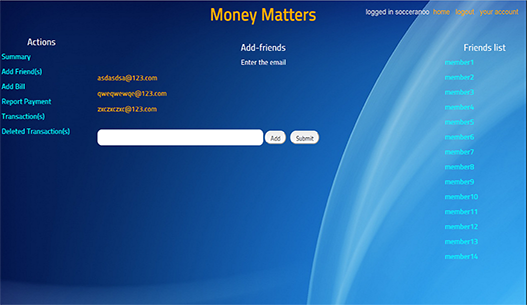 Money Matters
logged in socceranoo home logout your account
Actions
Summary
Add Friend(s)
Add Bill
Report Payment
Transaction(s)
Deleted Transaction(s)
Add-friends
Enter the email
asdasdsa@123.com
qweqwewqe@123.com
zxczxczxc@123.com
Add Submit
Friends list
member1
member2
member3
member4
member5
member6
member7
member8
member9
member10
member11
member12
member13
member14